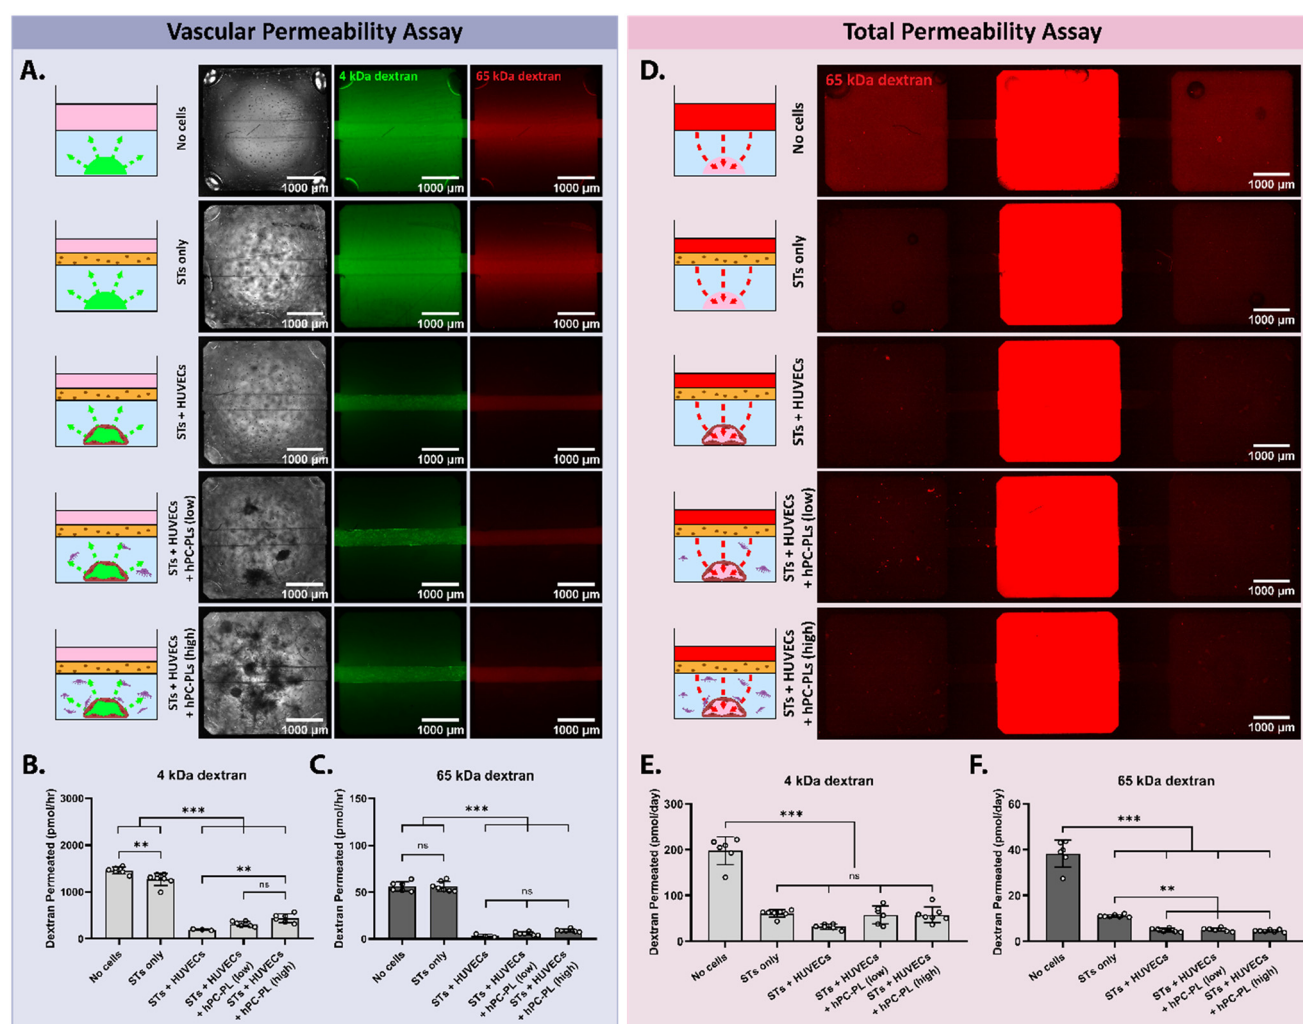 Vascular Permeability Assay
Total Permeability Assay
A.
4 kDa dextran
65 kDa dextran
No cells
1000 µm
1000 µm
1000 µm
STs only
1000 µm
1000 µm
1000 µm
STs + HUVECs
1000 µm
1000 µm
1000 µm
STs + HUVECs
+ hPC-PLs (low)
1000 µm
1000 µm
1000 µm
STs + HUVECs
+ hPC-PLs (high)
1000 µm
1000 µm
1000 µm
D.
65 kDa dextran
No cells
1000 µm
STs only
1000 µm
STs + HUVECs
1000 µm
STs + HUVECs
+ hPC-PLs (low)
1000 µm
STs + HUVECs
+ hPC-PLs (high)
1000 µm
B.
4 kDa dextran
Dextran Permeated (pmol/hr)
3000
2000
1000
0
***
**
**
ns
No cells
STs only
STs + HUVECs
STs + HUVECs
+ hPC-PL (low)
STs + HUVECs
+ hPC-PL (high)
C.
65 kDa dextran
Dextran Permeated (pmol/hr)
150
100
50
0
***
ns
ns
No cells
STs only
STs + HUVECs
STs + HUVECs
+ hPC-PL (low)
STs + HUVECs
+ hPC-PL (high)
E.
4 kDa dextran
Dextran Permeated (pmol/day)
300
200
100
0
***
No cells
STs only
STs + HUVECs
STs + HUVECs
+ hPC-PL (low)
STs + HUVECs
+ hPC-PL (high)
F.
65 kDa dextran
Dextran Permeated (pmol/day)
60
40
20
0
***
**
No cells
STs only
STs + HUVECs
STs + HUVECs
+ hPC-PL (low)
STs + HUVECs
+ hPC-PL (high)